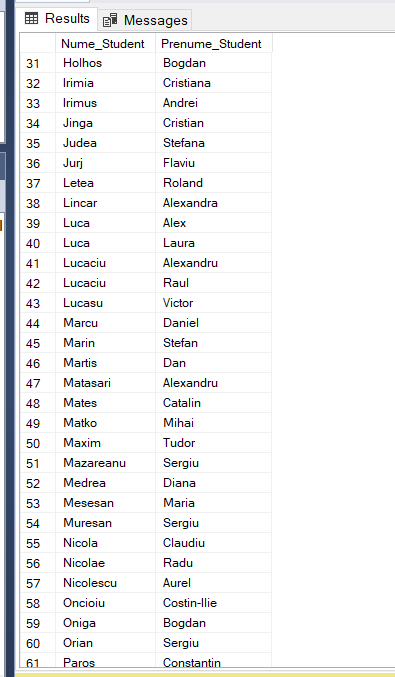 Results Messages
Nume_Student Prenume_Student
31 Holhos Bogdan
32 Irimia Cristiana
33 Irimus Andrei
34 Jinga Cristian
35 Judea Stefana
36 Jurj Flaviu
37 Letea Roland
38 Lincar Alexandra
39 Luca Alex
40 Luca Laura
41 Lucaciu Alexandru
42 Lucaciu Raul
43 Lucasu Victor
44 Marcu Daniel
45 Marin Stefan
46 Martis Dan
47 Matasari Alexandru
48 Mates Catalin
49 Matko Mihai
50 Maxim Tudor
51 Mazareanu Sergiu
52 Medrea Diana
53 Mesesan Maria
54 Muresan Sergiu
55 Nicola Claudiu
56 Nicolae Radu
57 Nicolescu Aurel
58 Oncioiu Costin-Ilie
59 Oniga Bogdan
60 Orian Sergiu
61 Paros Constantin